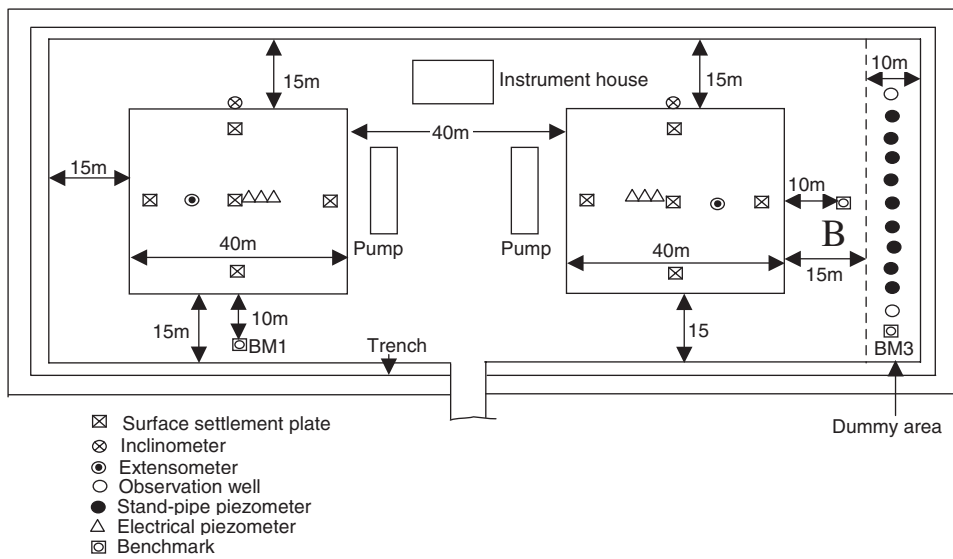 15m
Instrument house
15m
10m
40m
15m
10m
B
Pump
Pump
40m
40m
15m
15m
10m
BM1
15
Trench
BM3
Dummy area
Surface settlement plate
Inclinometer
Extensometer
Observation well
Stand-pipe piezometer
Electrical piezometer
Benchmark